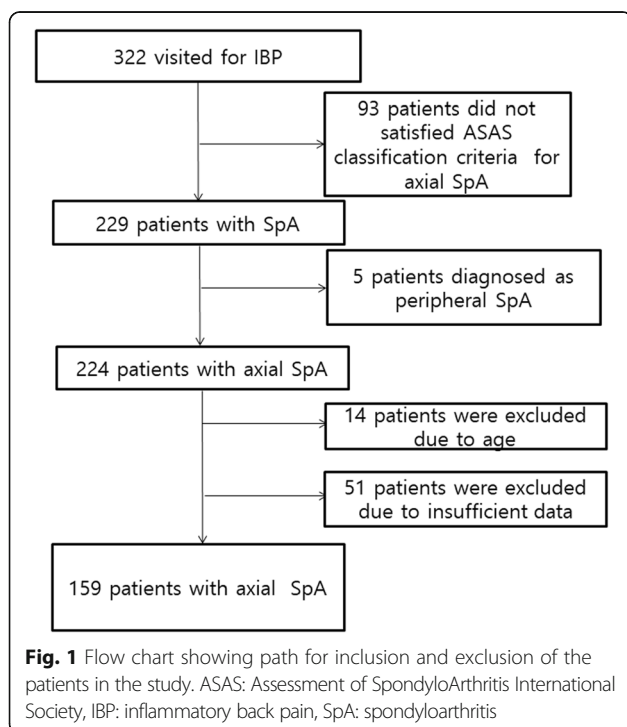 322 visited for IBP
93 patients did not
satisfied ASAS
classification criteria for
axial SpA
229 patients with SpA
5 patients diagnosed as
peripheral SpA
224 patients with axial SpA
14 patients were excluded
due to age
51 patients were excluded
due to insufficient data
159 patients with axial SpA
Fig. 1 Flow chart showing path for inclusion and exclusion of the
patients in the study. ASAS: Assessment of SpondyloArthritis International
Society, IBP: inflammatory back pain, SpA: spondyloarthritis